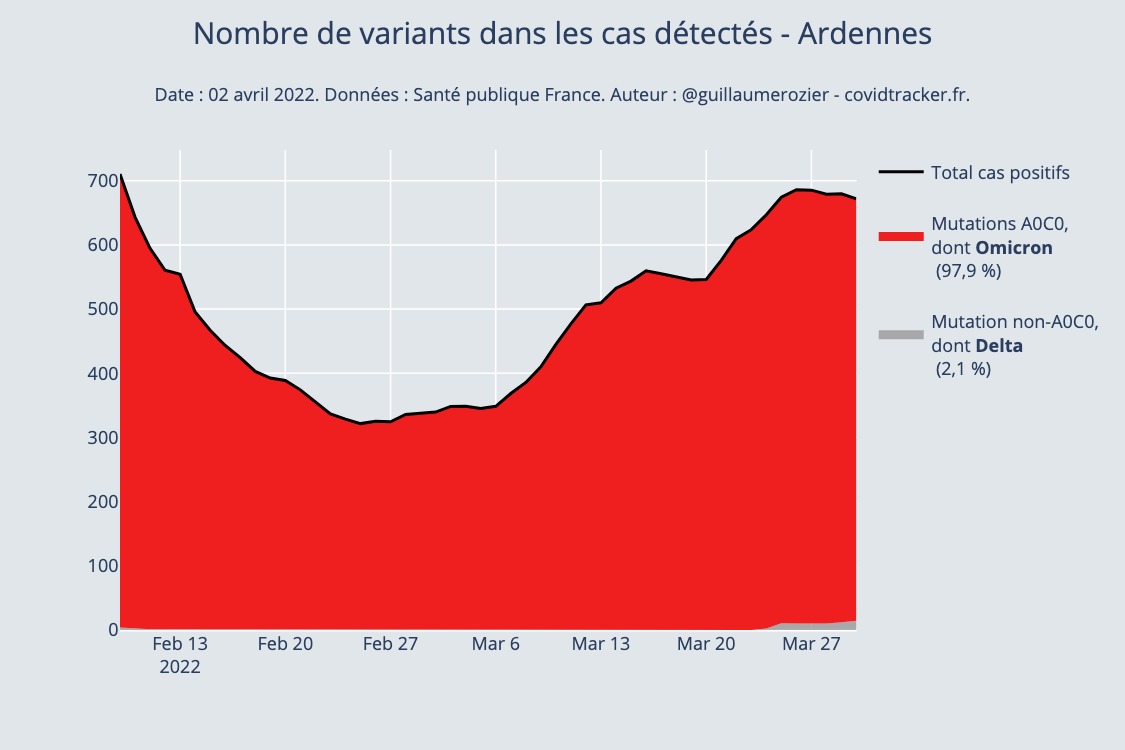 Nombre de variants dans les cas détectés - Ardennes
Date : 02 avril 2022. Données : Santé publique France. Auteur : @guillaumerozier - covidtracker.fr.
700
600
500
400
300
200
100
0
Feb 13
2022
Feb 20
Feb 27
Mar 6
Mar 13
Mar 20
Mar 27
Total cas positifs
Mutations A0C0,
dont Omicron
(97,9 %)
Mutation non-A0C0,
dont Delta
(2,1 %)